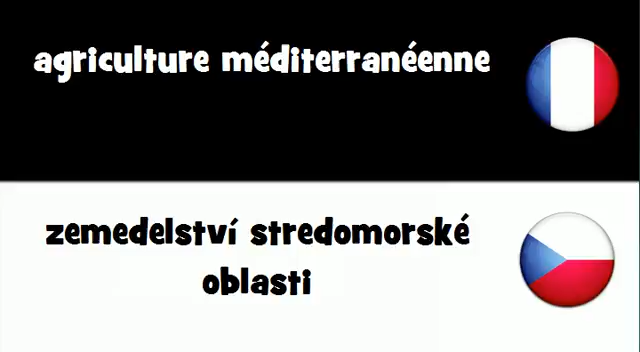 agriculture méditerranéenne
zemedelství stredomorské
oblasti